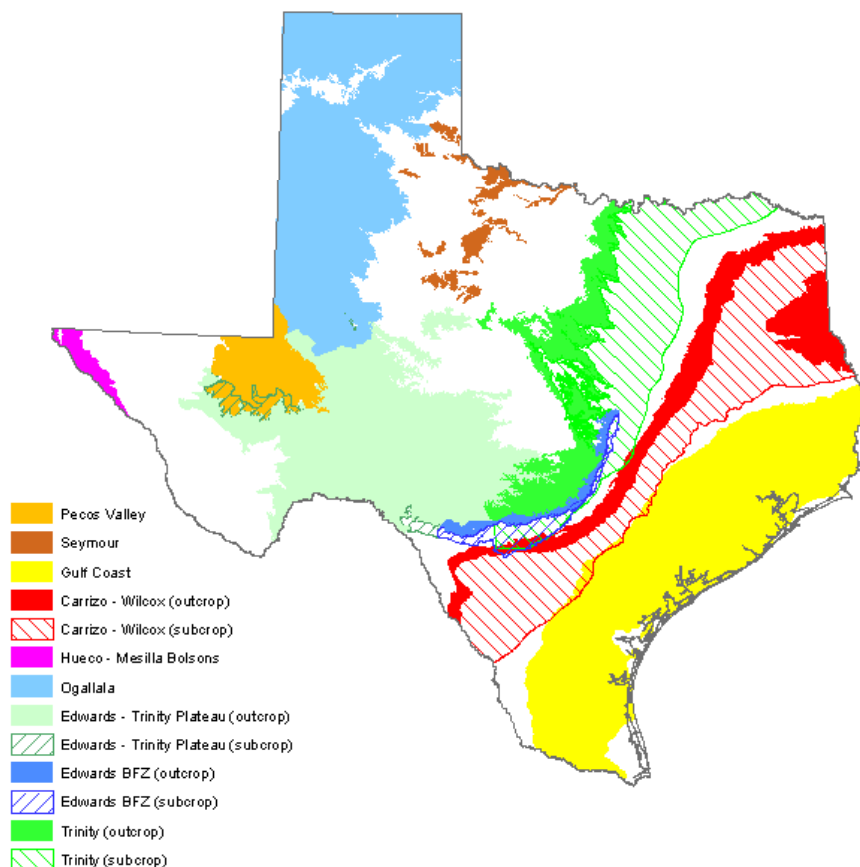 Pecos Valley
Seymour
Gulf Coast
Carrizo - Wilcox (outcrop)
Carrizo - Wilcox (subcrop)
Hueco - Mesilla Bolsons
Ogallala
Edwards - Trinity Plateau (outcrop)
Edwards - Trinity Plateau (subcrop)
Edwards BFZ (outcrop)
Edwards BFZ (subcrop)
Trinity (outcrop)
Trinity (subcrop)